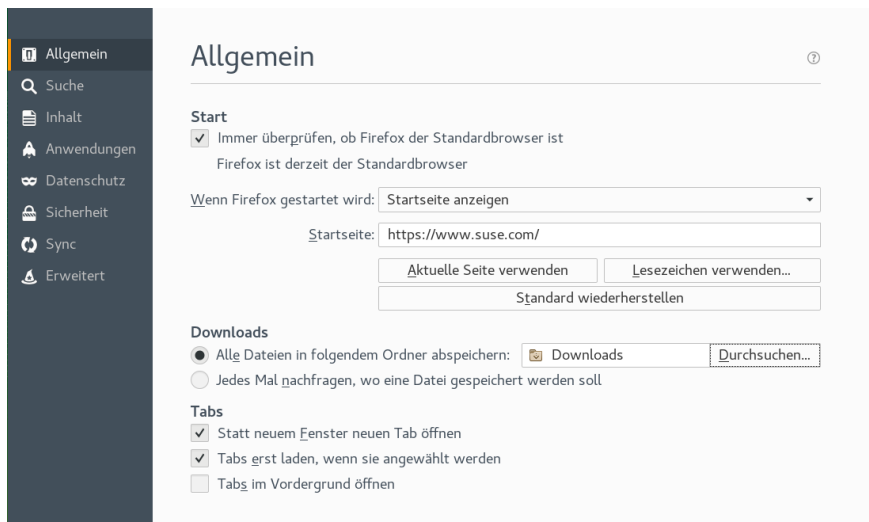 Allgemein
Suche
Inhalt
Anwendungen
Datenschutz
Sicherheit
Sync
Erweitert
Allgemein
?
Start
Immer überprüfen, ob Firefox der Standardbrowser ist
Firefox ist derzeit der Standardbrowser
Wenn Firefox gestartet wird: Startseite anzeigen
Startseite: https://www.suse.com/
Aktuelle Seite verwenden Lesezeichen verwenden...
Standard wiederherstellen
Downloads
Alle Dateien in folgendem Ordner abspeichern: Downloads Durchsuchen...
Jedes Mal nachfragen, wo eine Datei gespeichert werden soll
Tabs
Statt neuem Fenster neuen Tab öffnen
Tabs erst laden, wenn sie angewählt werden
Tabs im Vordergrund öffnen